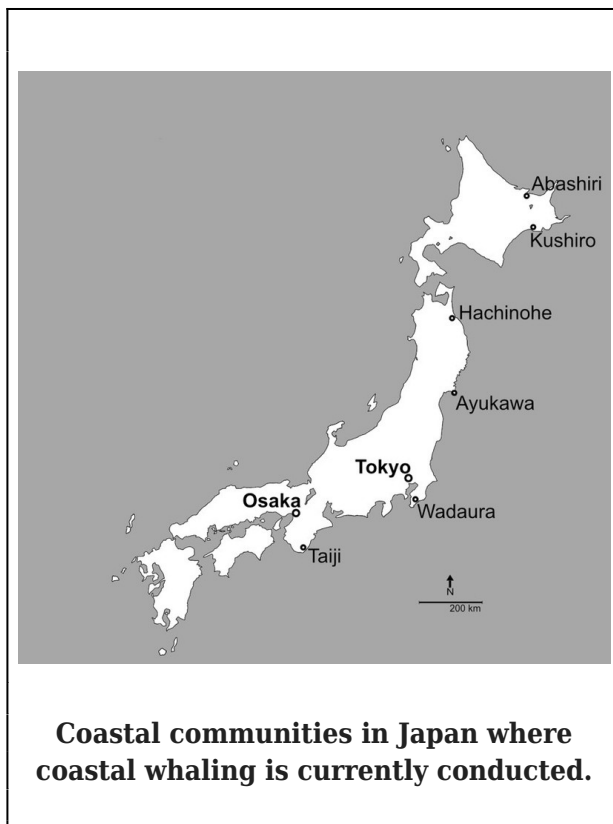 Abashiri
Kushiro
Hachinohe
Ayukawa
Tokyo
Osaka
Wadaura
Taiji
N
200 km
Coastal communities in Japan where
coastal whaling is currently conducted.